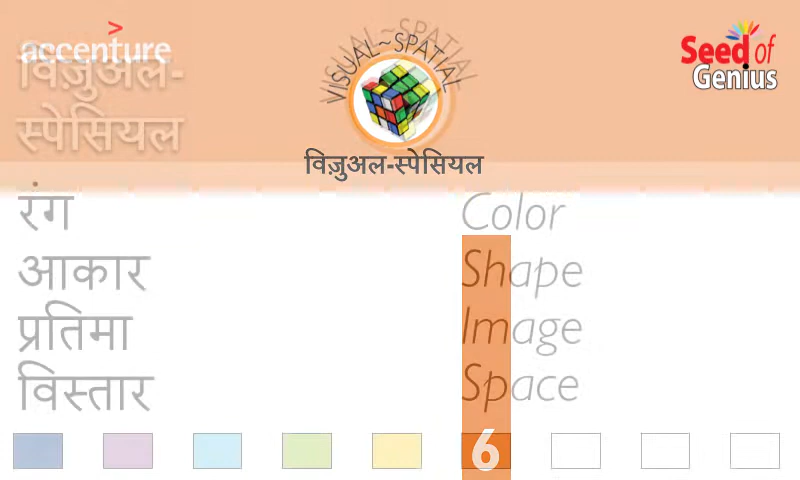 accenture
Seed of
Genius
VISUAL~SPATIAL
विज़ुअल-
स्पेसियल
विज़ुअल-स्पेसियल
रंग
Color
आकार
Shape
प्रतिमा
Image
विस्तार
Space
6